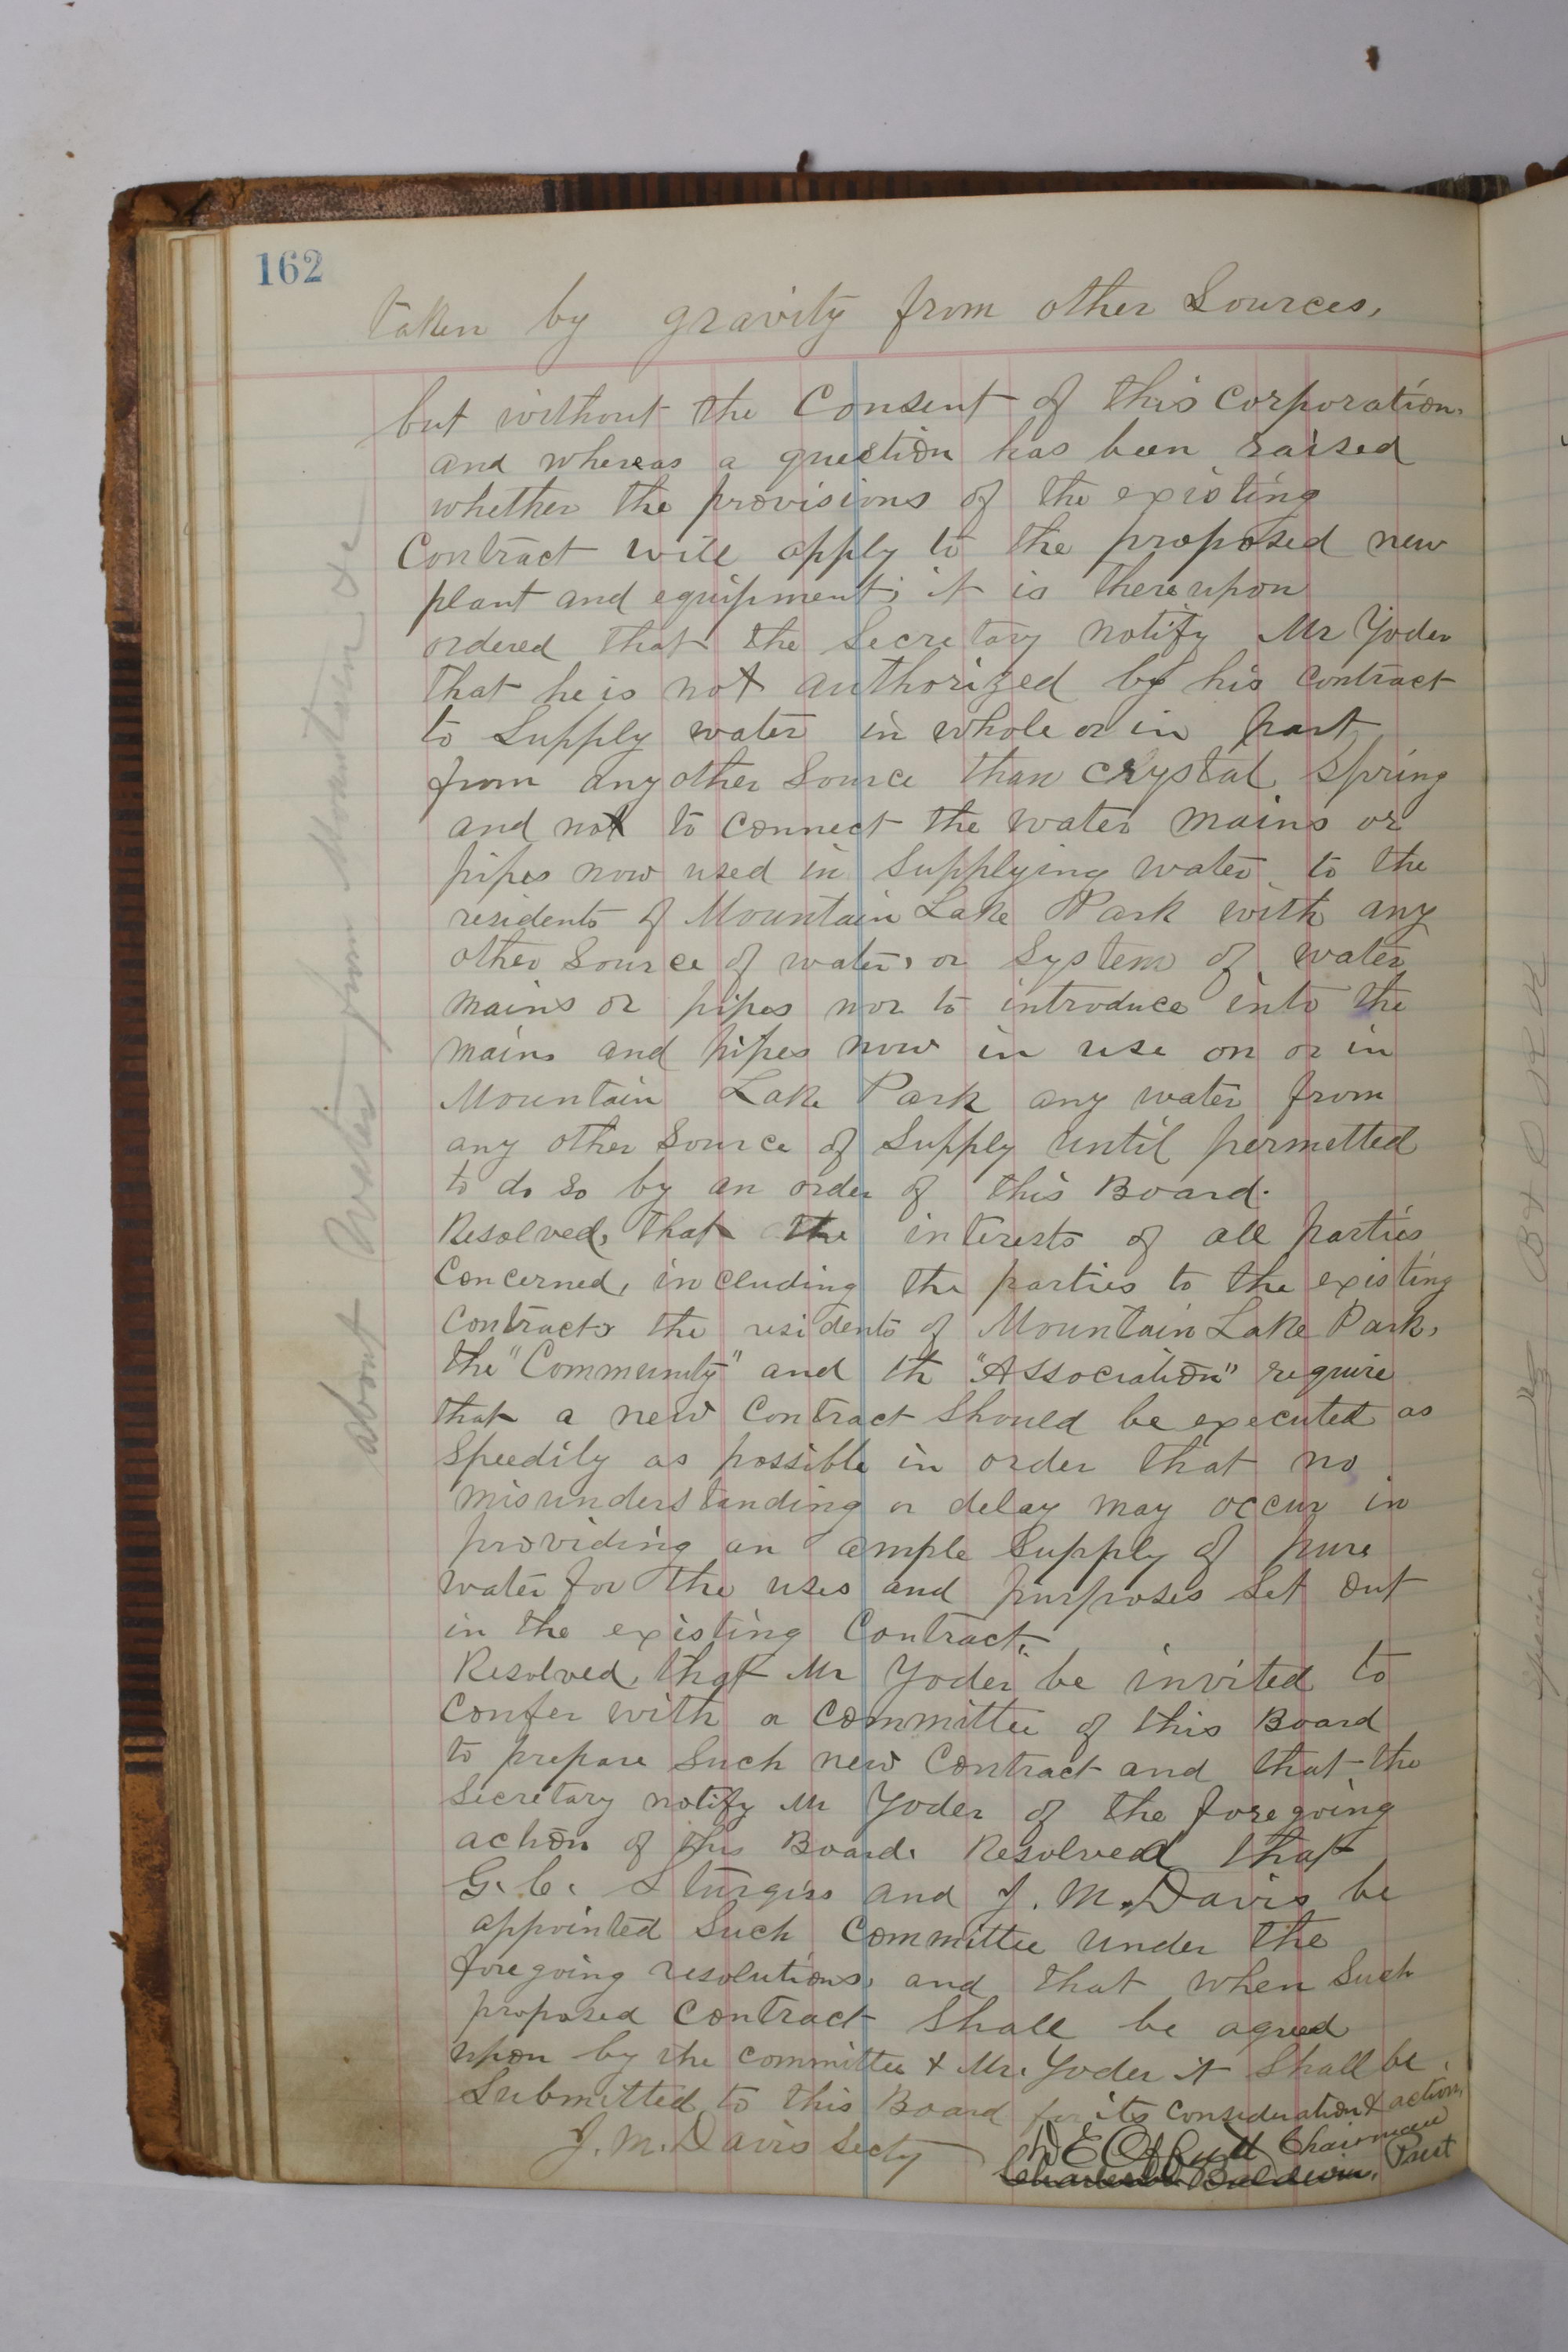 162
taken by gravity from other Sources,
but without the Consent of this Corporation.
and whereas a question has been raised
whether the provisions of the existing
Contract will apply to the proposed new
plant and equipment; it is thereupon
ordered that the Secretary notify Mr Yoder
that he is not authorized by his contract
to Supply water in whole or in part
from any other Source than Crystal Spring
and not to connect the water mains or
pipes now used in Supplying water to the
residents of Mountain Lake Park with any
other Source of water, or System of water
mains or pipes nor to introduce into the
mains and pipes now in use on or in
Mountain Lake Park any water from
any other Source of Supply until permitted
to do so by an order of this Board.
Resolved, that the interests of all parties
Concerned, including the parties to the existing
Contract, the residents of Mountain Lake Park,
the "Community" and th "Association" require
that a new Contract should be executed as
Speedily as possible in order that no
misunderstanding or delay may occur in
providing an ample Supply of pure
water for the uses and purposes set out
in the existing Contract.
Resolved, that Mr Yoder be invited to
Confer with a Committee of this Board
to prepare Such new Contract and that the
Secretary notify Mr Yoder of the foregoing
action of this Board. Resolved that
G. C. Sturgiss and J. M. Davis be
appointed Such Committee under the
foregoing resolutions, and that when Such
proposed Contract Shall be agreed
upon by the Committee & Mr. Yoder it Shall be
Submitted to this Board for its Consideration & action.
J. M. Davis Secty
E Offutt Chairman
Charles W. Baldwin, Prest
about Water from Mountain &c